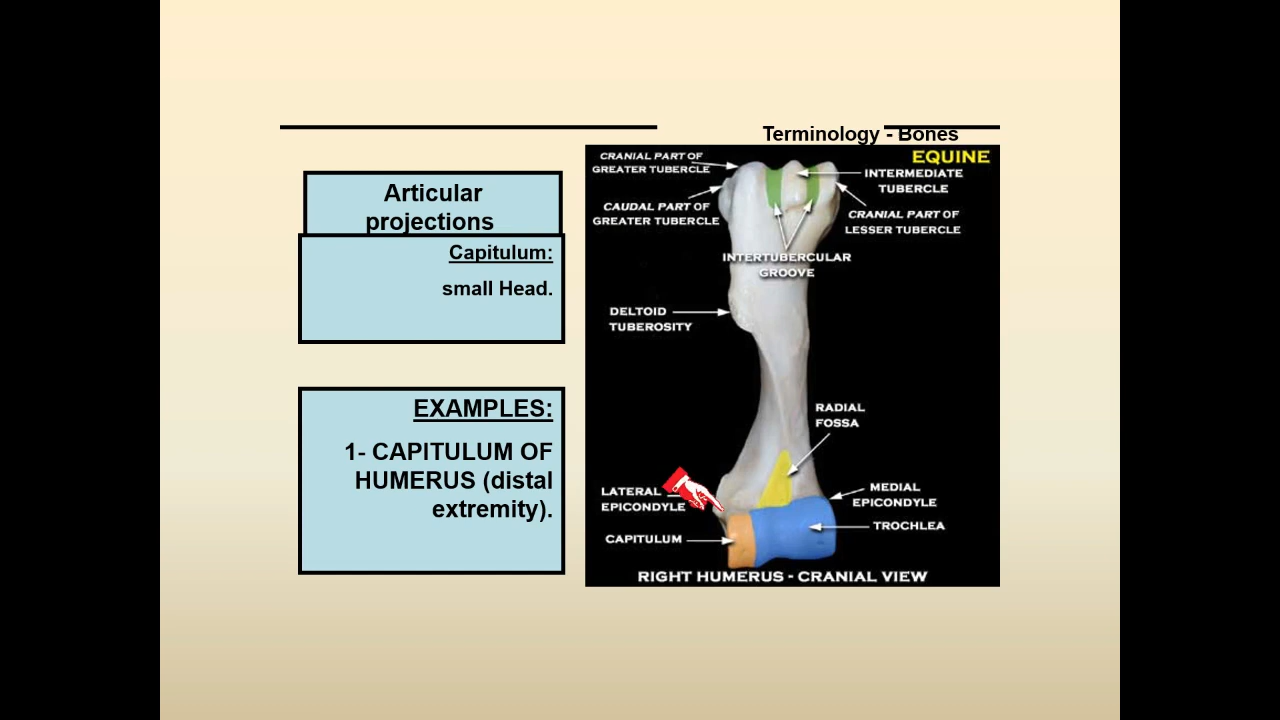 Terminology - Bones
Articular
projections
Capitulum:
small Head.
EXAMPLES:
1- CAPITULUM OF
HUMERUS (distal
extremity).
EQUINE
CRANIAL PART OF
GREATER TUBERCLE
INTERMEDIATE
TUBERCLE
CAUDAL PART OF
GREATER TUBERCLE
CRANIAL PART OF
LESSER TUBERCLE
INTERTUBERCULAR
GROOVE
DELTOID
TUBEROSITY
RADIAL
FOSSA
LATERAL
EPICONDYLE
MEDIAL
EPICONDYLE
TROCHLEA
CAPITULUM
RIGHT HUMERUS - CRANIAL VIEW